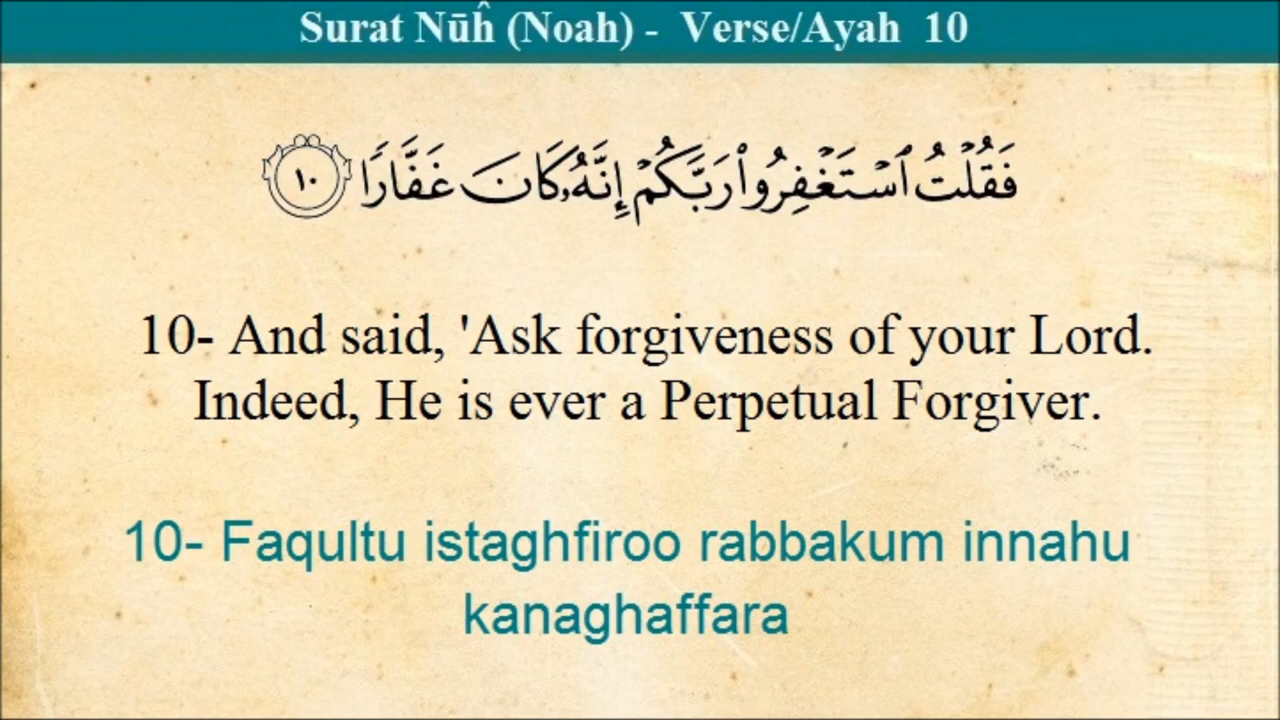 Surat Nūĥ (Noah) - Verse/Ayah 10
فَقُلْتُ ٱسْتَغْفِرُوا۟ رَبَّكُمْ إِنَّهُۥ كَانَ غَفَّارًا ١٠
10- And said, 'Ask forgiveness of your Lord.
Indeed, He is ever a Perpetual Forgiver.
10- Faqultu istaghfiroo rabbakum innahu
kanaghaffara